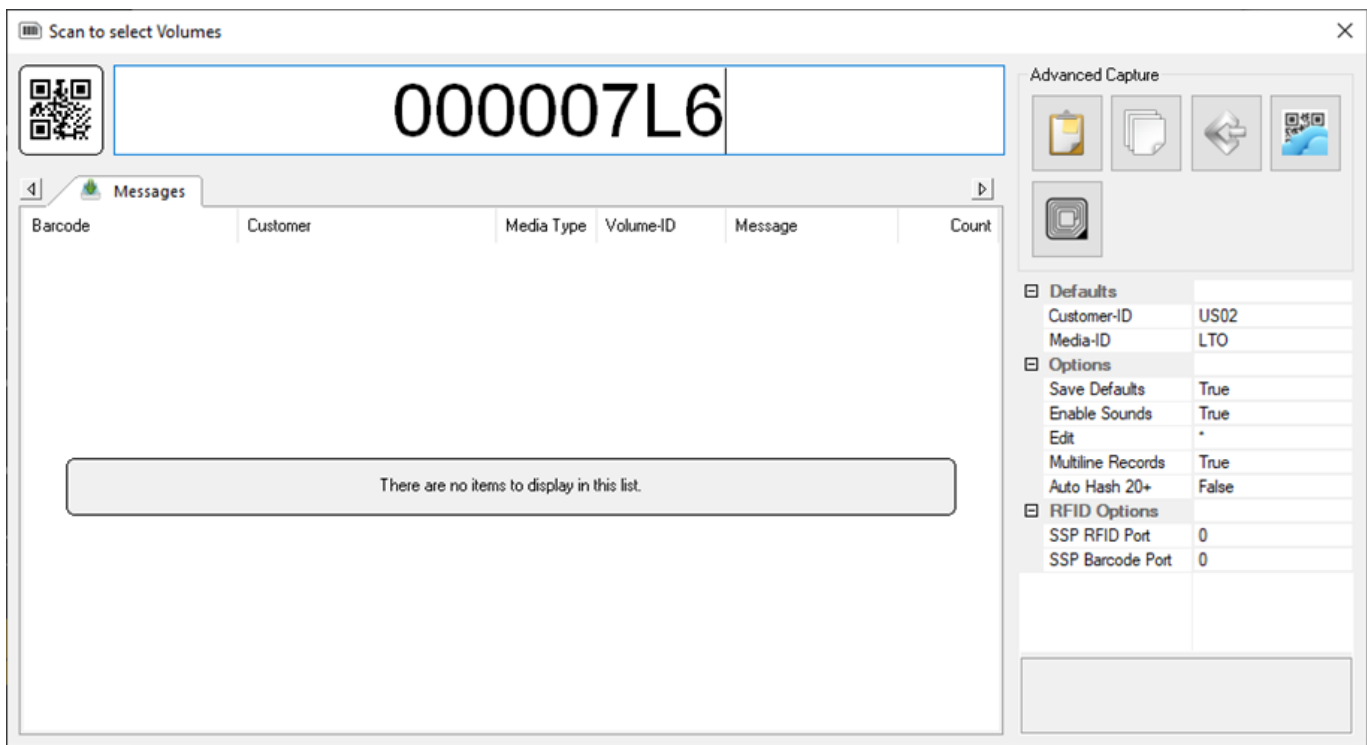 Scan to select Volumes
000007L6
Messages
Barcode Customer Media Type Volume-ID Message Count
There are no items to display in this list.
Advanced Capture
Defaults
Customer-ID US02
Media-ID LTO
Options
Save Defaults True
Enable Sounds True
Edit *
Multiline Records True
Auto Hash 20+ False
RFID Options
SSP RFID Port 0
SSP Barcode Port 0